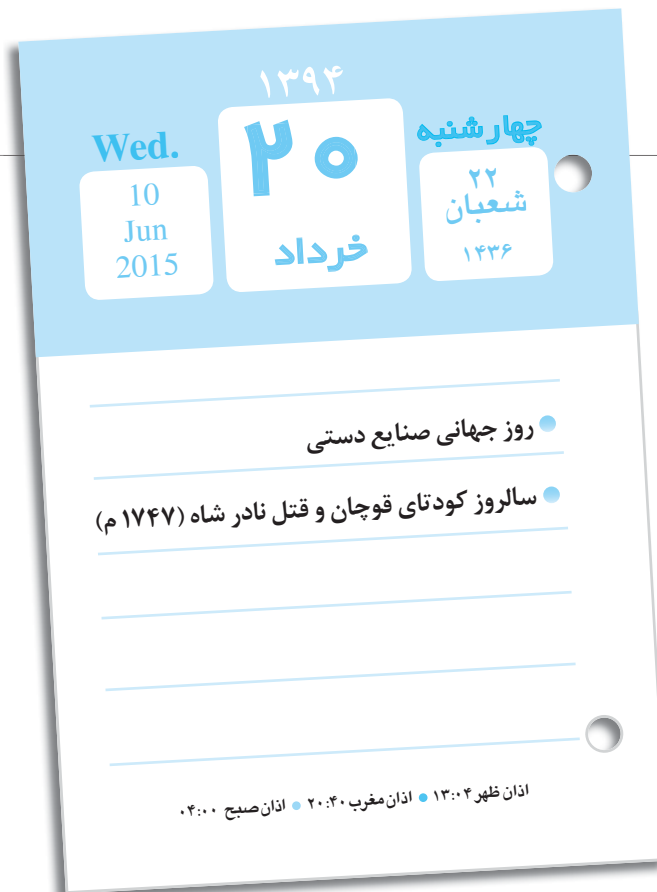 ۱۳۹۴
چهارشنبه
۲۲
شعبان
۱۴۳۶
۲۰
خرداد
Wed.
10
Jun
2015
روز جهانی صنایع دستی
سالروز کودتای قوچان و قتل نادر شاه (۱۷۴۷ م)
اذان ظهر ۱۳:۰۴ • اذان مغرب ۲۰:۴۰ • اذان صبح ۰۴:۰۰